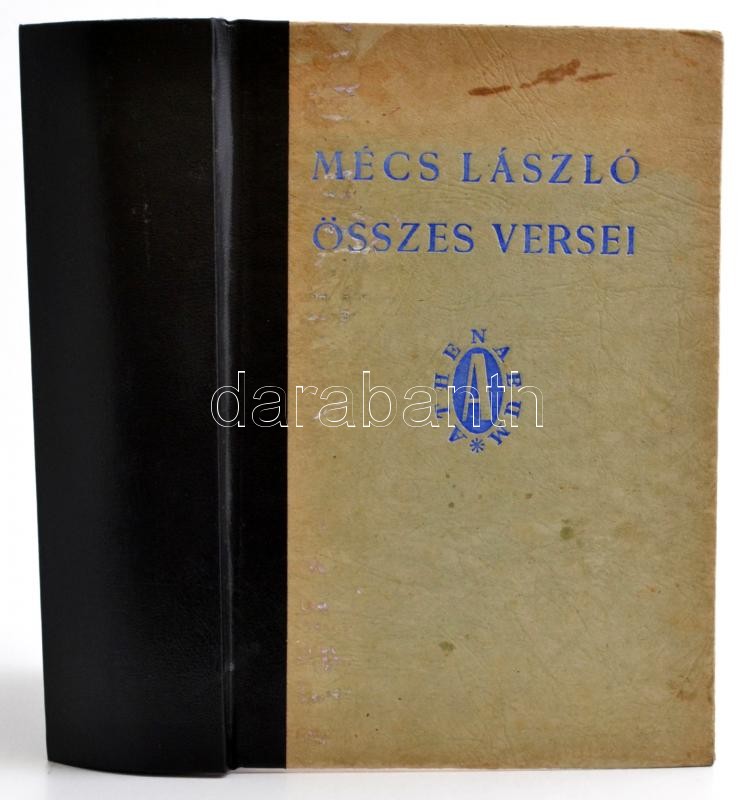 MÉCS LÁSZLÓ
ÖSSZES VERSEI
ATHENAEUM
A
darabanth